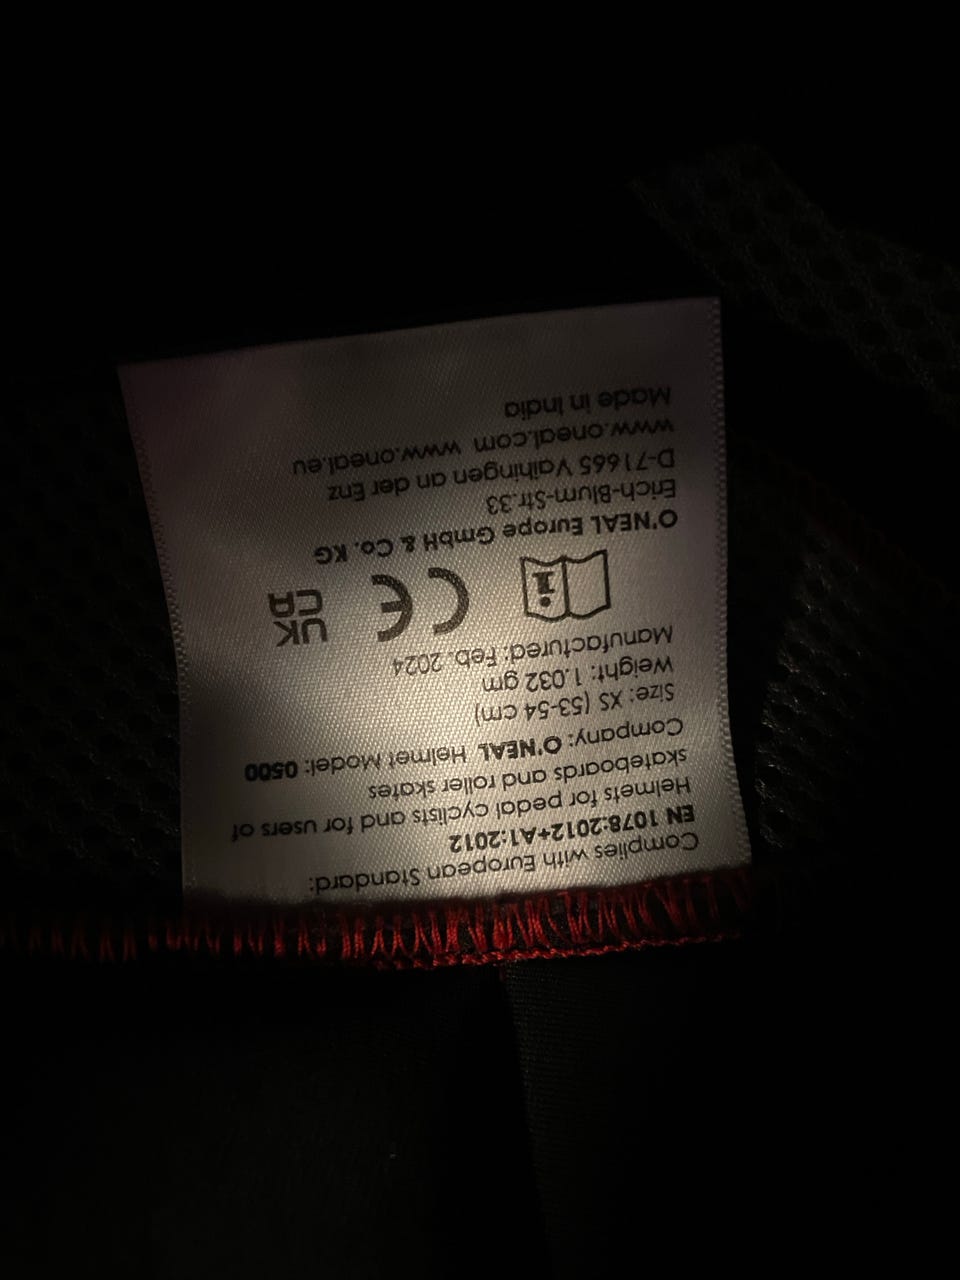 Complies with European Standard:
EN 1078:2012+A1:2012
Helmets for pedal cyclists and for users of
skateboards and roller skates
Company: O'NEAL Helmet Model: 0500
Size: XS (53-54 cm)
Weight: 1.032 gm
Manufactured: Feb. 2024
i CE UK CA
O'NEAL Europe GmbH & Co. KG
Erich-Blum-Str.33
D-71665 Vaihingen an der Enz
www.oneal.com www.oneal.eu
Made in India